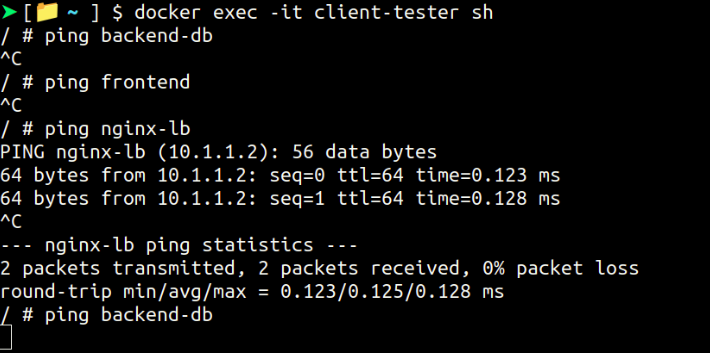 ➤ [📁 ~ ] $ docker exec -it client-tester sh
/ # ping backend-db
^C
/ # ping frontend
^C
/ # ping nginx-lb
PING nginx-lb (10.1.1.2): 56 data bytes
64 bytes from 10.1.1.2: seq=0 ttl=64 time=0.123 ms
64 bytes from 10.1.1.2: seq=1 ttl=64 time=0.128 ms
^C
--- nginx-lb ping statistics ---
2 packets transmitted, 2 packets received, 0% packet loss
round-trip min/avg/max = 0.123/0.125/0.128 ms
/ # ping backend-db